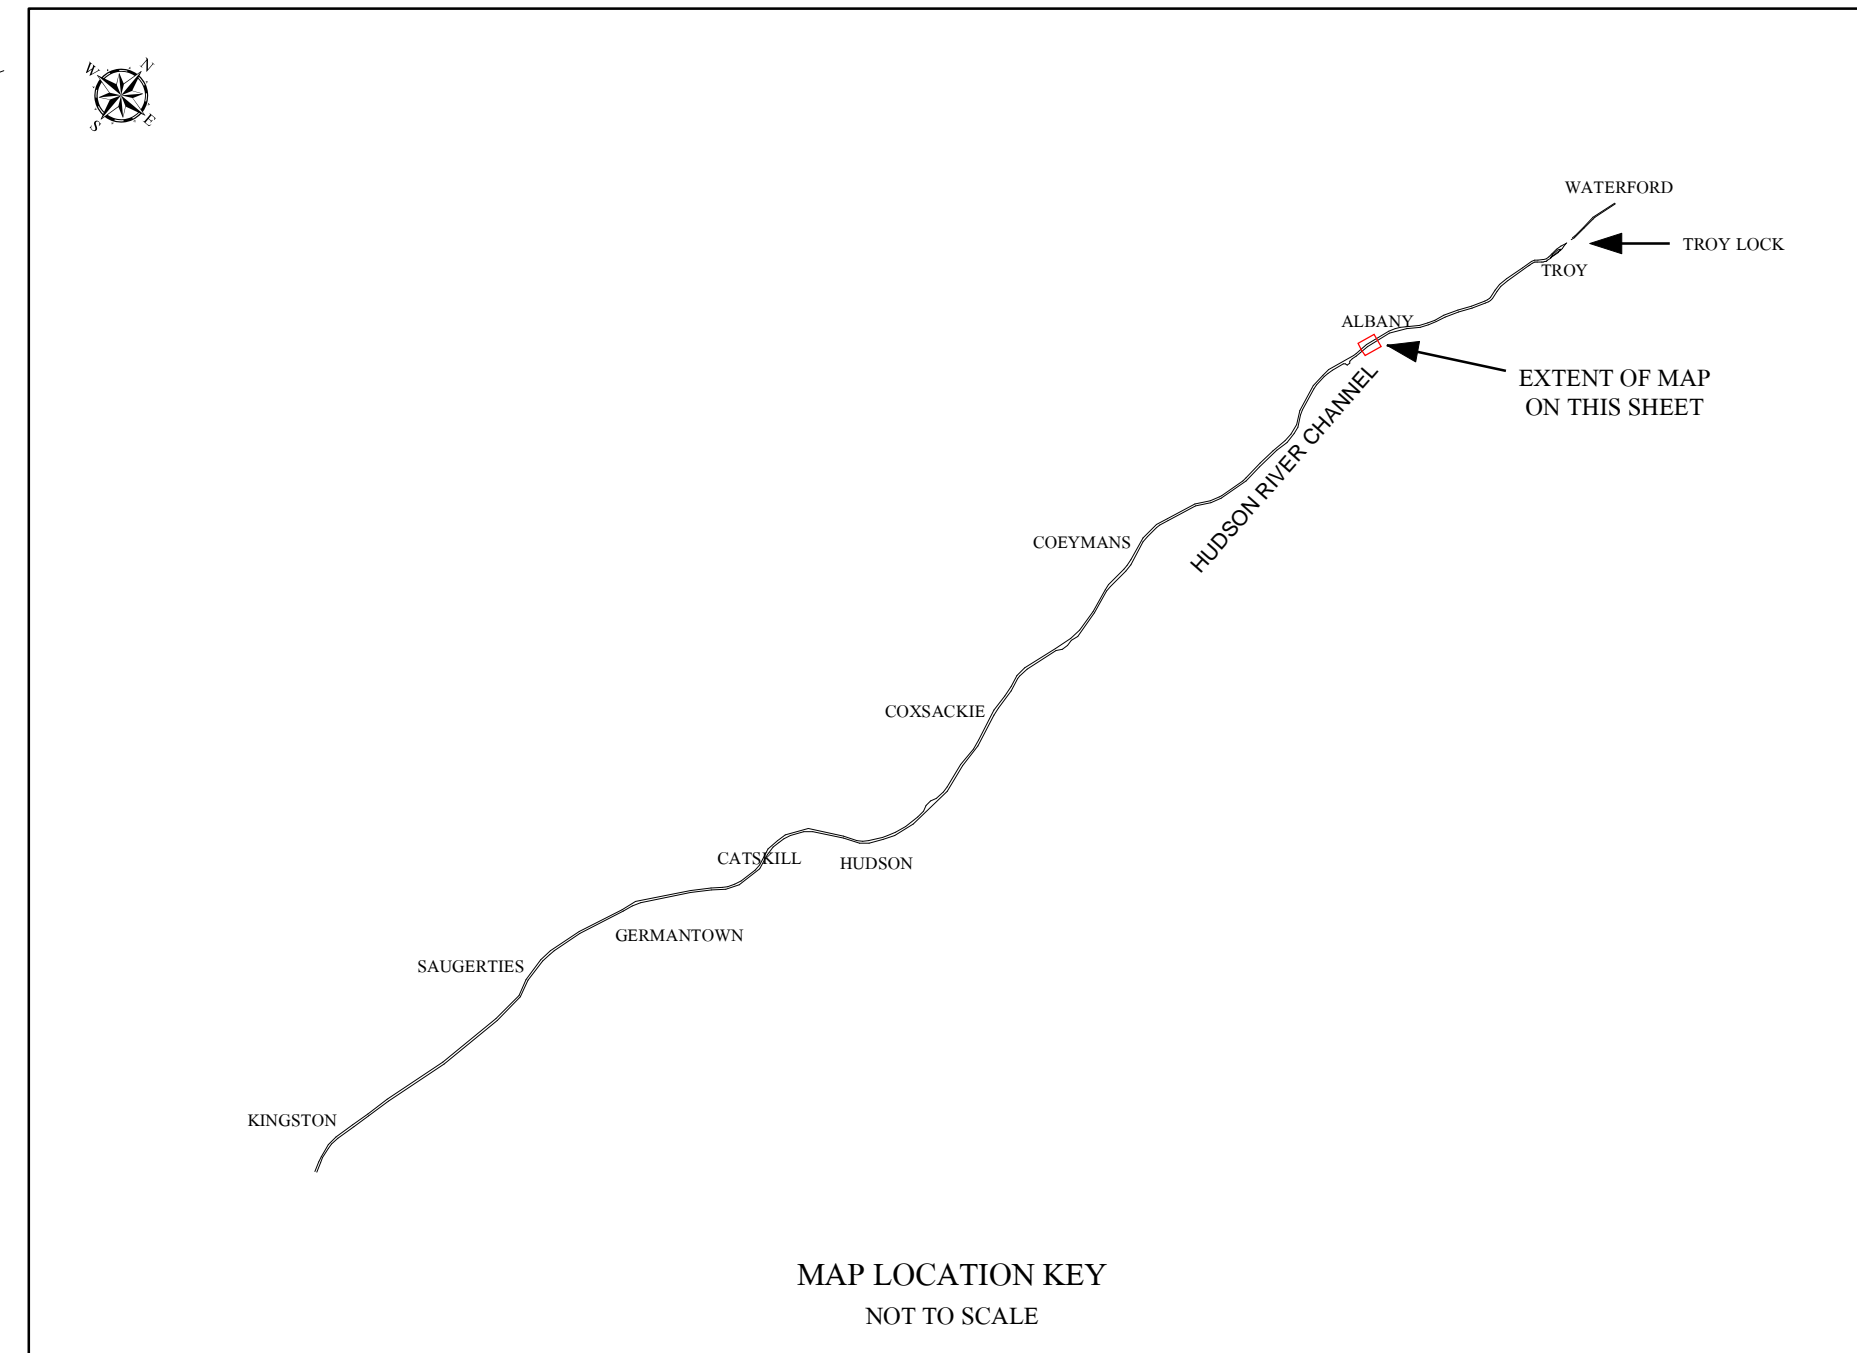 W N
S E
WATERFORD
TROY LOCK
TROY
ALBANY
EXTENT OF MAP
ON THIS SHEET
HUDSON RIVER CHANNEL
COEYMANS
COXSACKIE
CATSKILL
HUDSON
GERMANTOWN
SAUGERTIES
KINGSTON
MAP LOCATION KEY
NOT TO SCALE